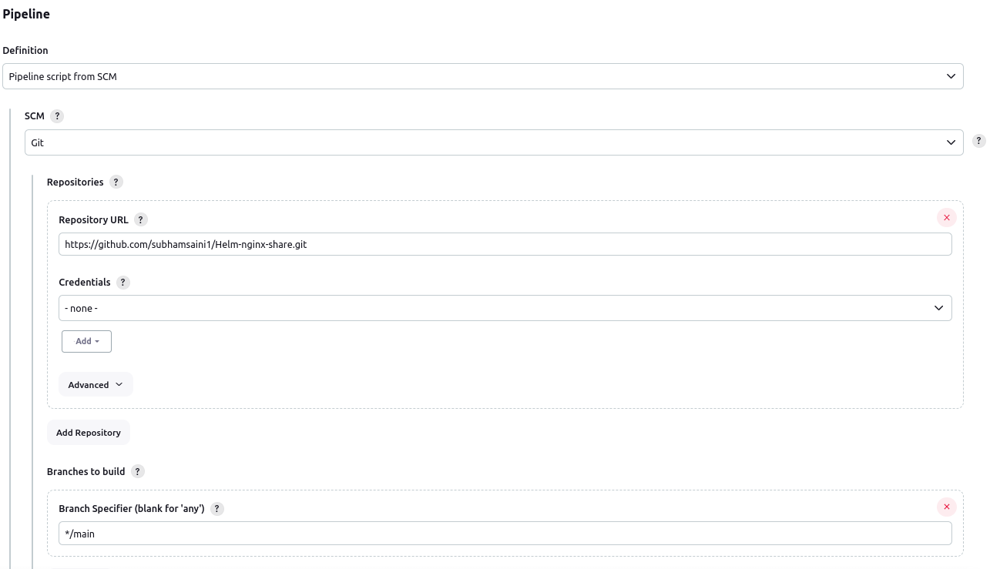 Pipeline
Definition
Pipeline script from SCM
SCM ?
Git
?
Repositories ?
Repository URL ?
https://github.com/subhamsaini1/Helm-nginx-share.git
Credentials ?
- none -
Add
Advanced
Add Repository
Branches to build ?
Branch Specifier (blank for 'any') ?
*/main